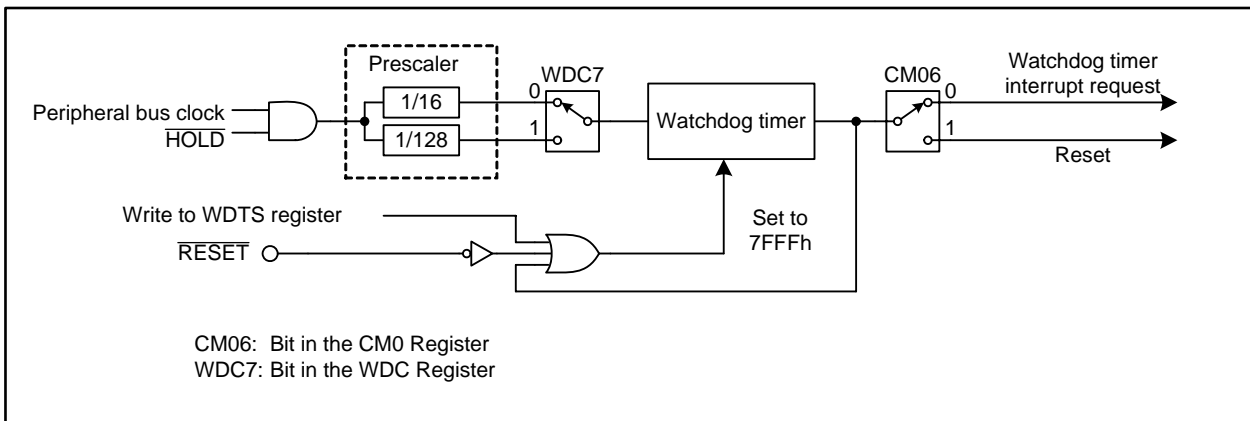 Prescaler
WDC7
CM06
Watchdog timer
interrupt request
0
1/16
0
Peripheral bus clock
HOLD
Watchdog timer
1
1/128
1
Reset
Write to WDTS register
Set to
7FFFh
RESET
CM06: Bit in the CM0 Register
WDC7: Bit in the WDC Register